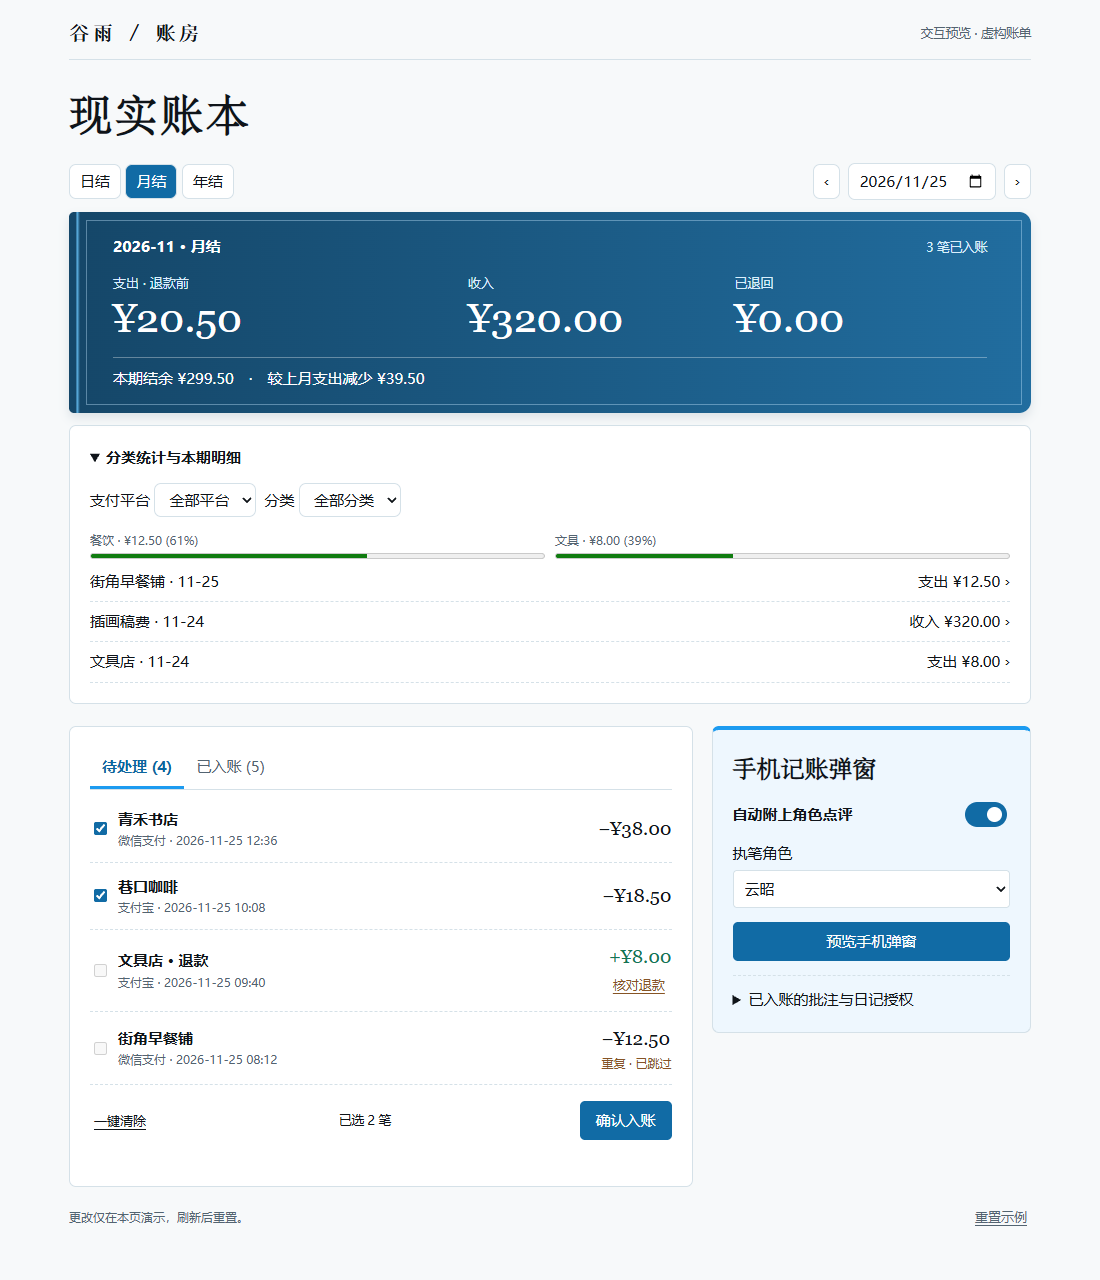 谷雨 / 账房
交互预览 · 虚构账单
现实账本
日结 月结 年结
‹ 2026/11/25 ›
2026-11 • 月结
3 笔已入账
支出 · 退款前 收入 已退回
¥20.50 ¥320.00 ¥0.00
本期结余 ¥299.50 · 较上月支出减少 ¥39.50
▼ 分类统计与本期明细
支付平台 全部平台 分类 全部分类
餐饮 · ¥12.50 (61%) 文具 · ¥8.00 (39%)
街角早餐铺 · 11-25 支出 ¥12.50 ›
插画稿费 · 11-24 收入 ¥320.00 ›
文具店 · 11-24 支出 ¥8.00 ›
待处理 (4) 已入账 (5)
青禾书店
微信支付 · 2026-11-25 12:36
−¥38.00
巷口咖啡
支付宝 · 2026-11-25 10:08
−¥18.50
文具店 • 退款
支付宝 · 2026-11-25 09:40
+¥8.00
核对退款
街角早餐铺
微信支付 · 2026-11-25 08:12
−¥12.50
重复 · 已跳过
一键清除 已选 2 笔 确认入账
手机记账弹窗
自动附上角色点评
执笔角色
云昭
预览手机弹窗
▶ 已入账的批注与日记授权
更改仅在本页演示，刷新后重置。
重置示例